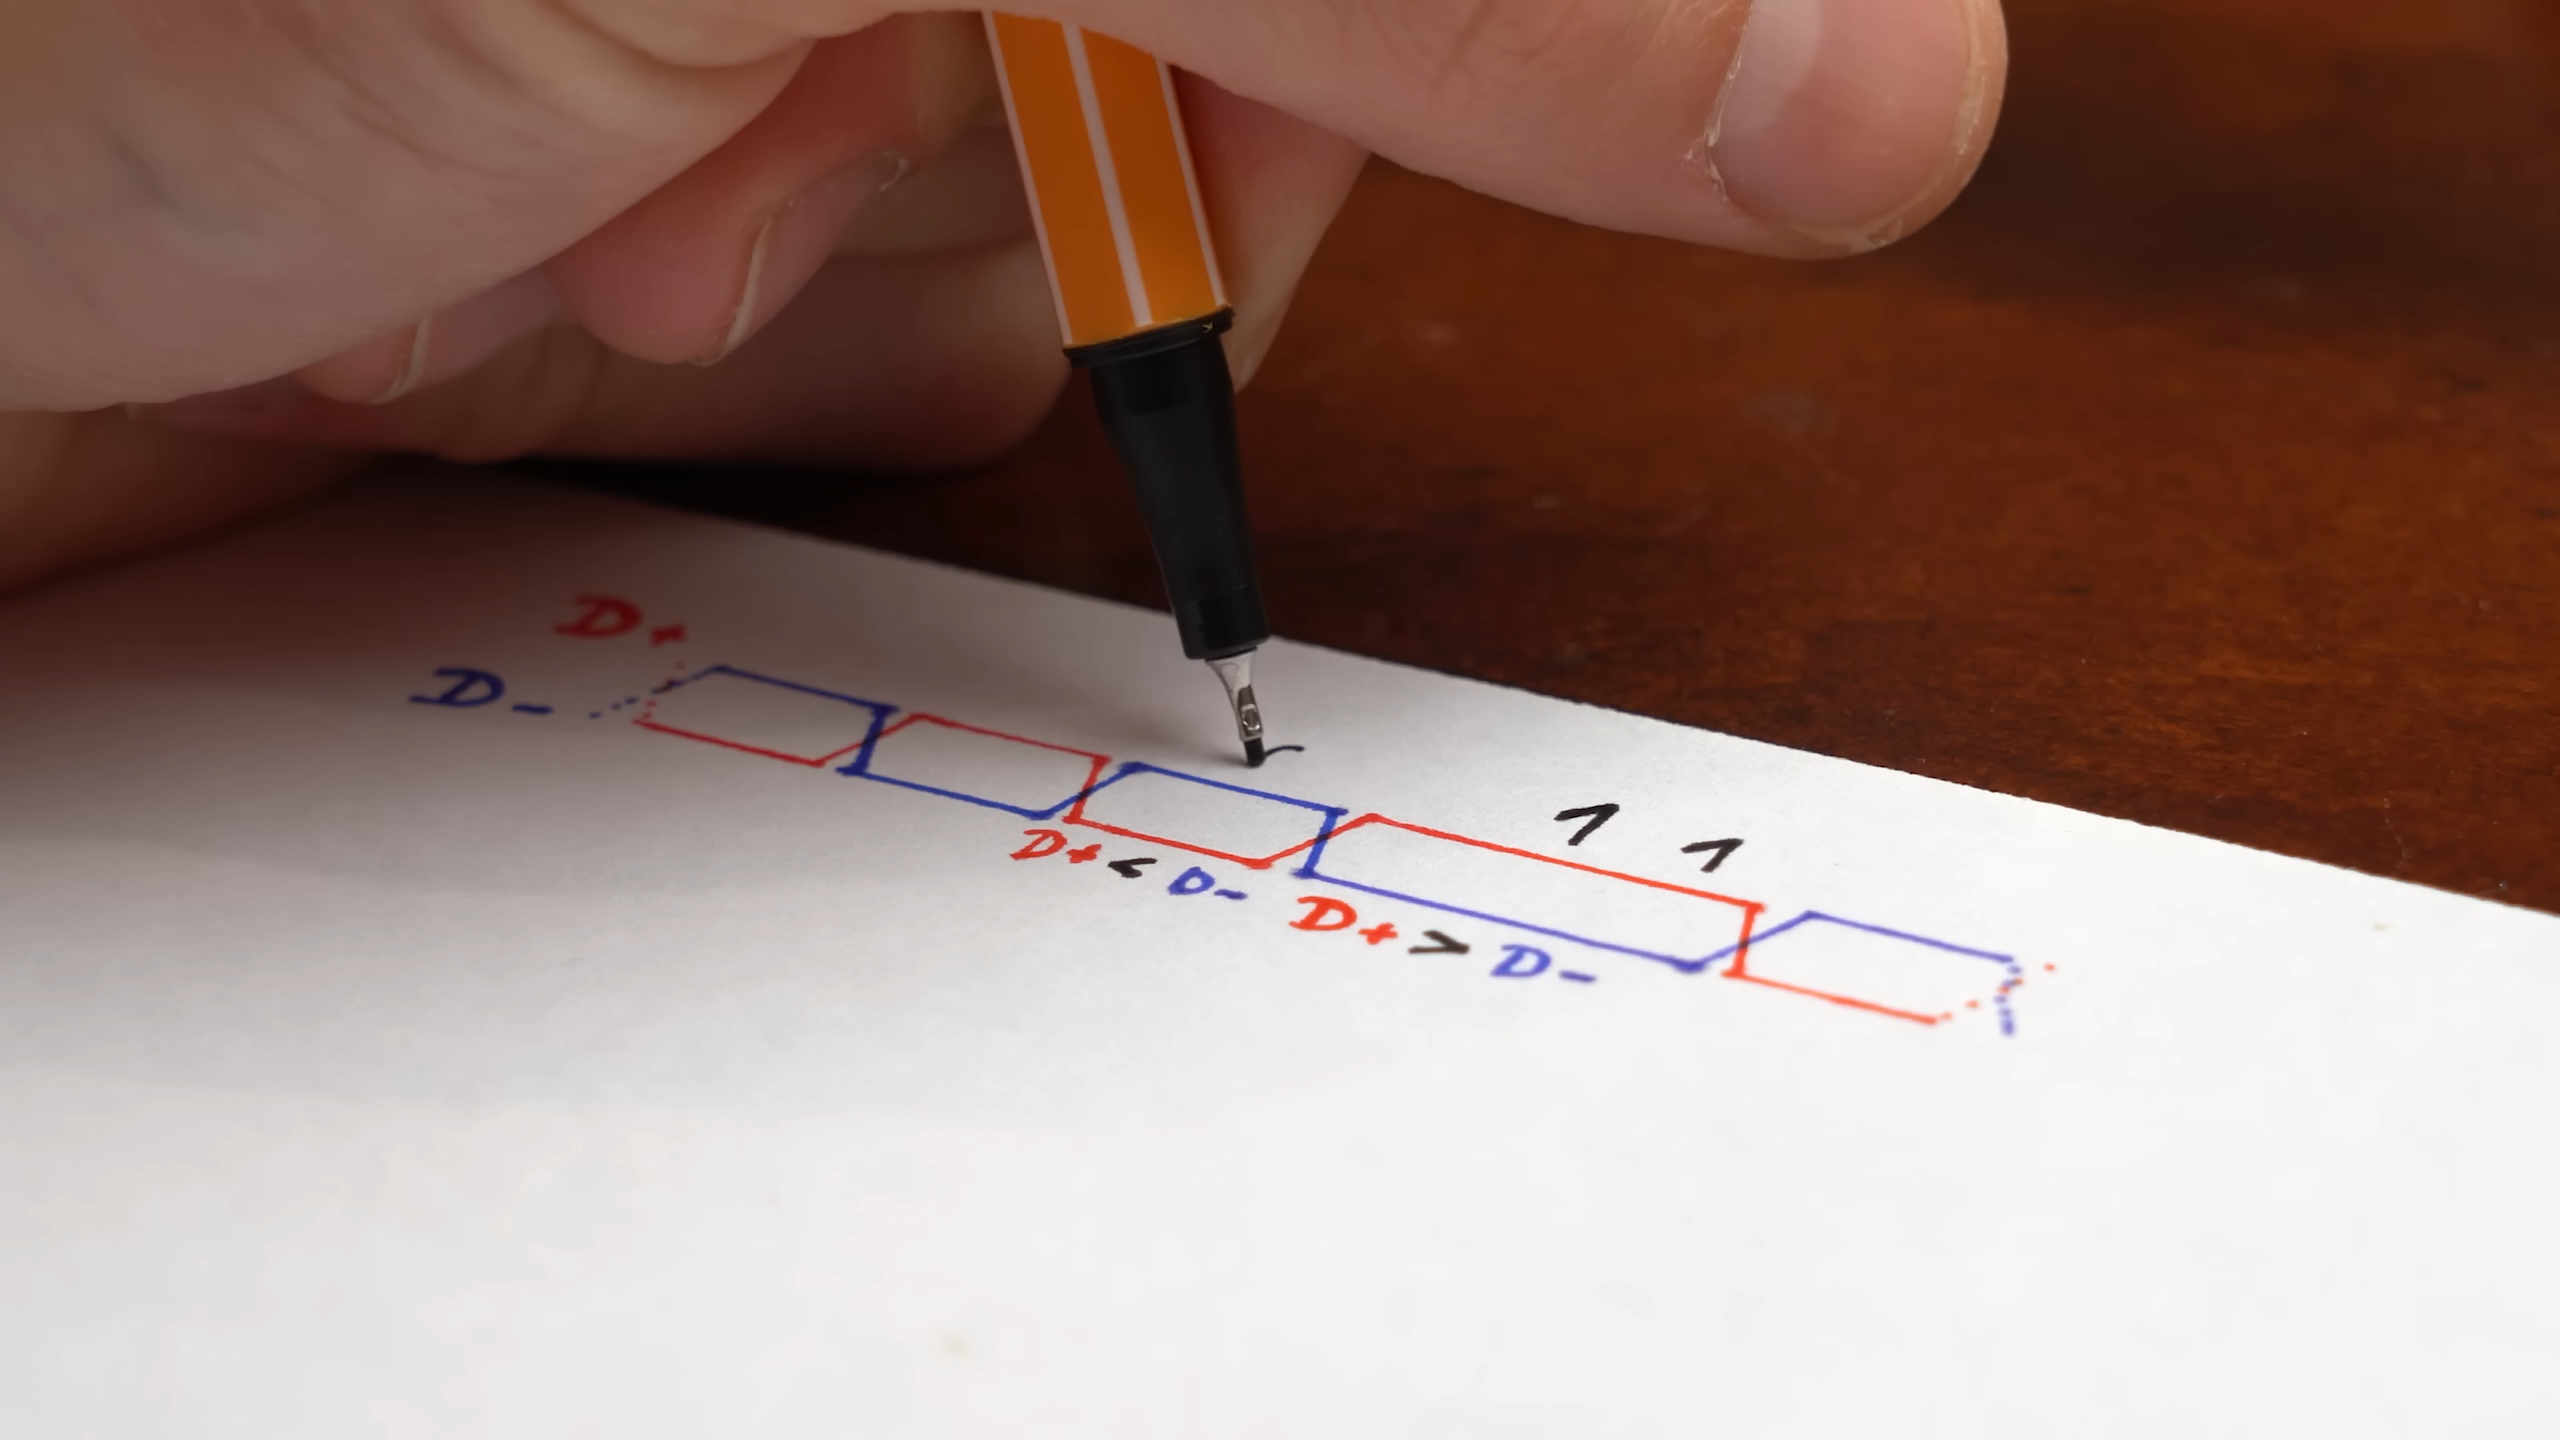 D+
D-
1 1
D+ < D-
D+ > D-